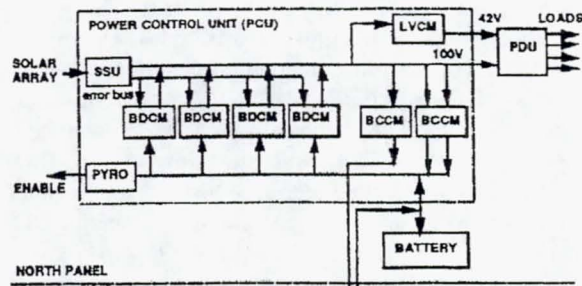 POWER CONTROL UNIT (PCU)
LVCM
42V
LOADS
SOLAR
ARRAY
SSU
100V
PDU
error bus
BDCM
BDCM
BDCM
BDCM
BCCM
BCCM
PYRO
ENABLE
BATTERY
NORTH PANEL